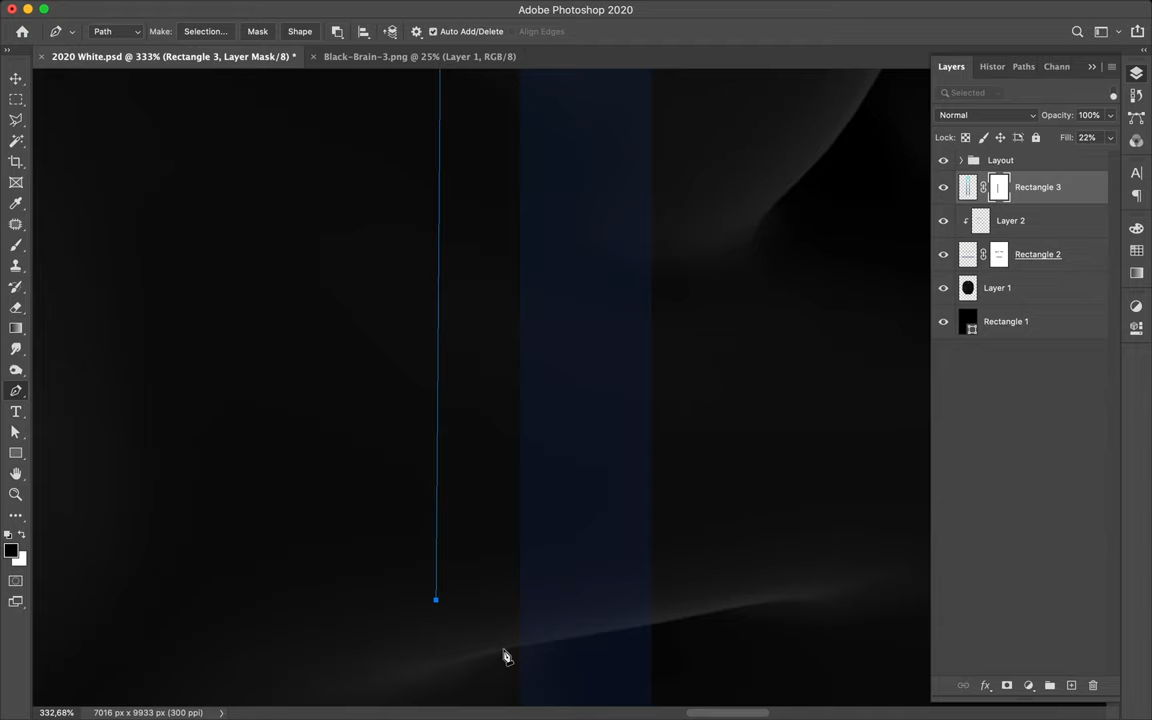 Adobe Photoshop 2020
Path Make: Selection... Mask Shape Auto Add/Delete Align Edges
2020 White.psd @ 333% (Rectangle 3, Layer Mask/8) * Black-Brain-3.png @ 25% (Layer 1, RGB/8)
Layers Histor Paths Chann
Selected
Normal Opacity: 100%
Lock: Fill: 22%
Layout
Rectangle 3
Layer 2
Rectangle 2
Layer 1
Rectangle 1
332,68% 7016 px x 9933 px (300 ppi)